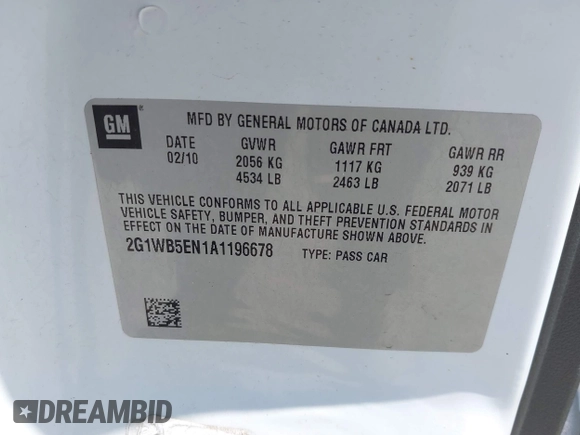 GM
MFD BY GENERAL MOTORS OF CANADA LTD.
DATE GVWR GAWR FRT GAWR RR
02/10 2056 KG 1117 KG 939 KG
4534 LB 2463 LB 2071 LB
THIS VEHICLE CONFORMS TO ALL APPLICABLE U.S. FEDERAL MOTOR
VEHICLE SAFETY, BUMPER, AND THEFT PREVENTION STANDARDS IN
EFFECT ON THE DATE OF MANUFACTURE SHOWN ABOVE.
2G1WB5EN1A1196678 TYPE: PASS CAR
DREAMBID